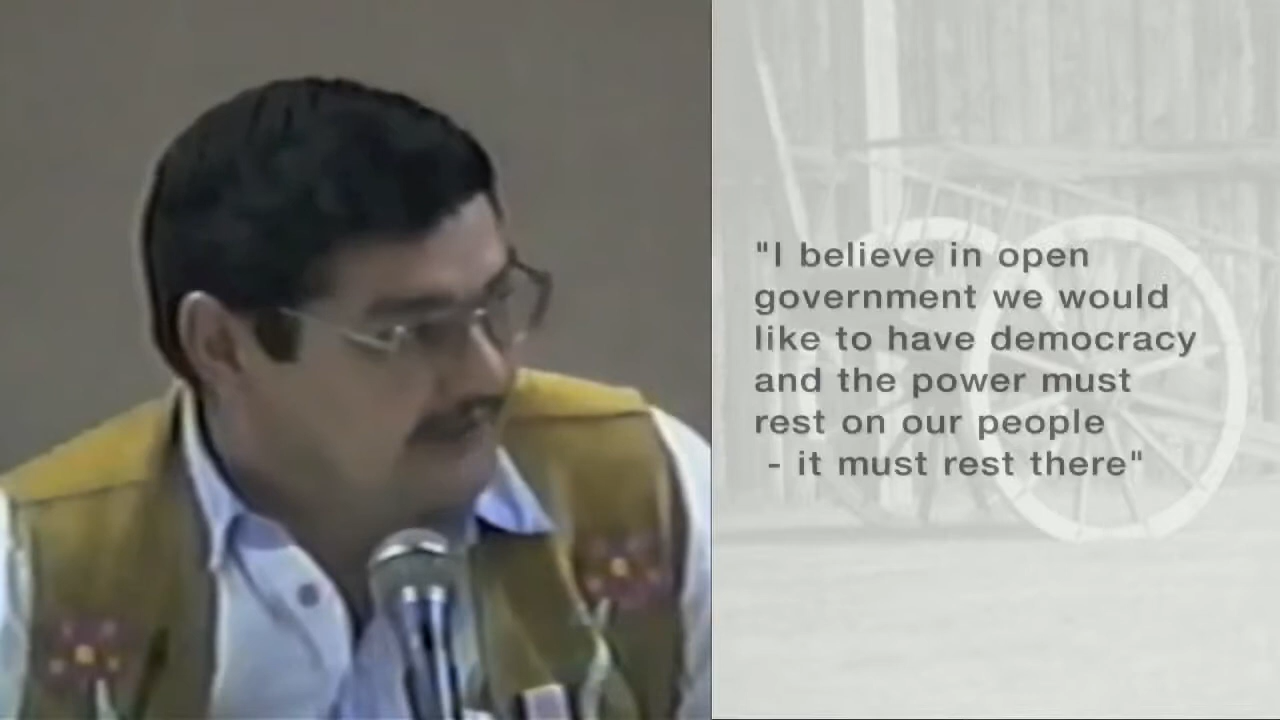 "I believe in open
government we would
like to have democracy
and the power must
rest on our people
- it must rest there"